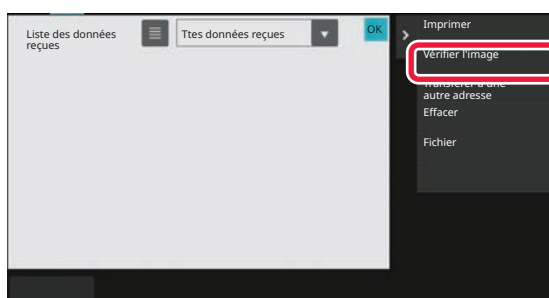 Liste des données
reçues
Ttes données reçues
OK
Imprimer
Vérifier l'image
Transférer à une
autre adresse
Effacer
Fichier